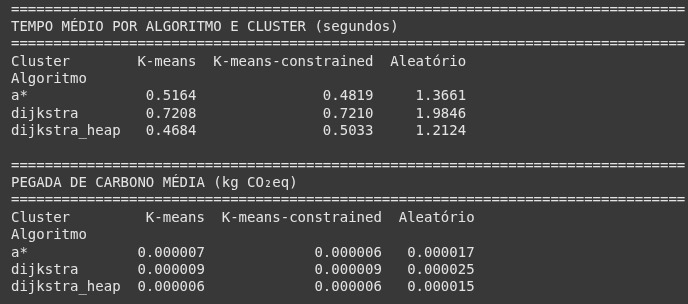 ================================================================================
TEMPO MÉDIO POR ALGORITMO E CLUSTER (segundos)
================================================================================
Cluster        K-means  K-means-constrained  Aleatório
Algoritmo
a*              0.5164               0.4819     1.3661
dijkstra        0.7208               0.7210     1.9846
dijkstra_heap   0.4684               0.5033     1.2124

================================================================================
PEGADA DE CARBONO MÉDIA (kg CO₂eq)
================================================================================
Cluster         K-means  K-means-constrained  Aleatório
Algoritmo
a*             0.000007             0.000006   0.000017
dijkstra       0.000009             0.000009   0.000025
dijkstra_heap  0.000006             0.000006   0.000015